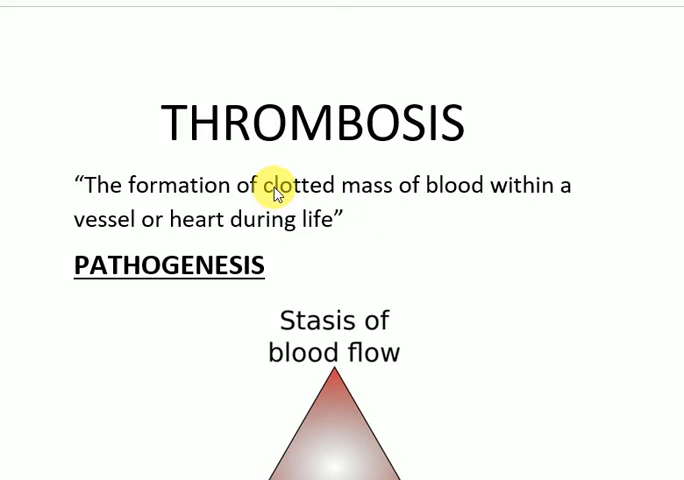 THROMBOSIS
“The formation of clotted mass of blood within a
vessel or heart during life”
PATHOGENESIS
Stasis of
blood flow